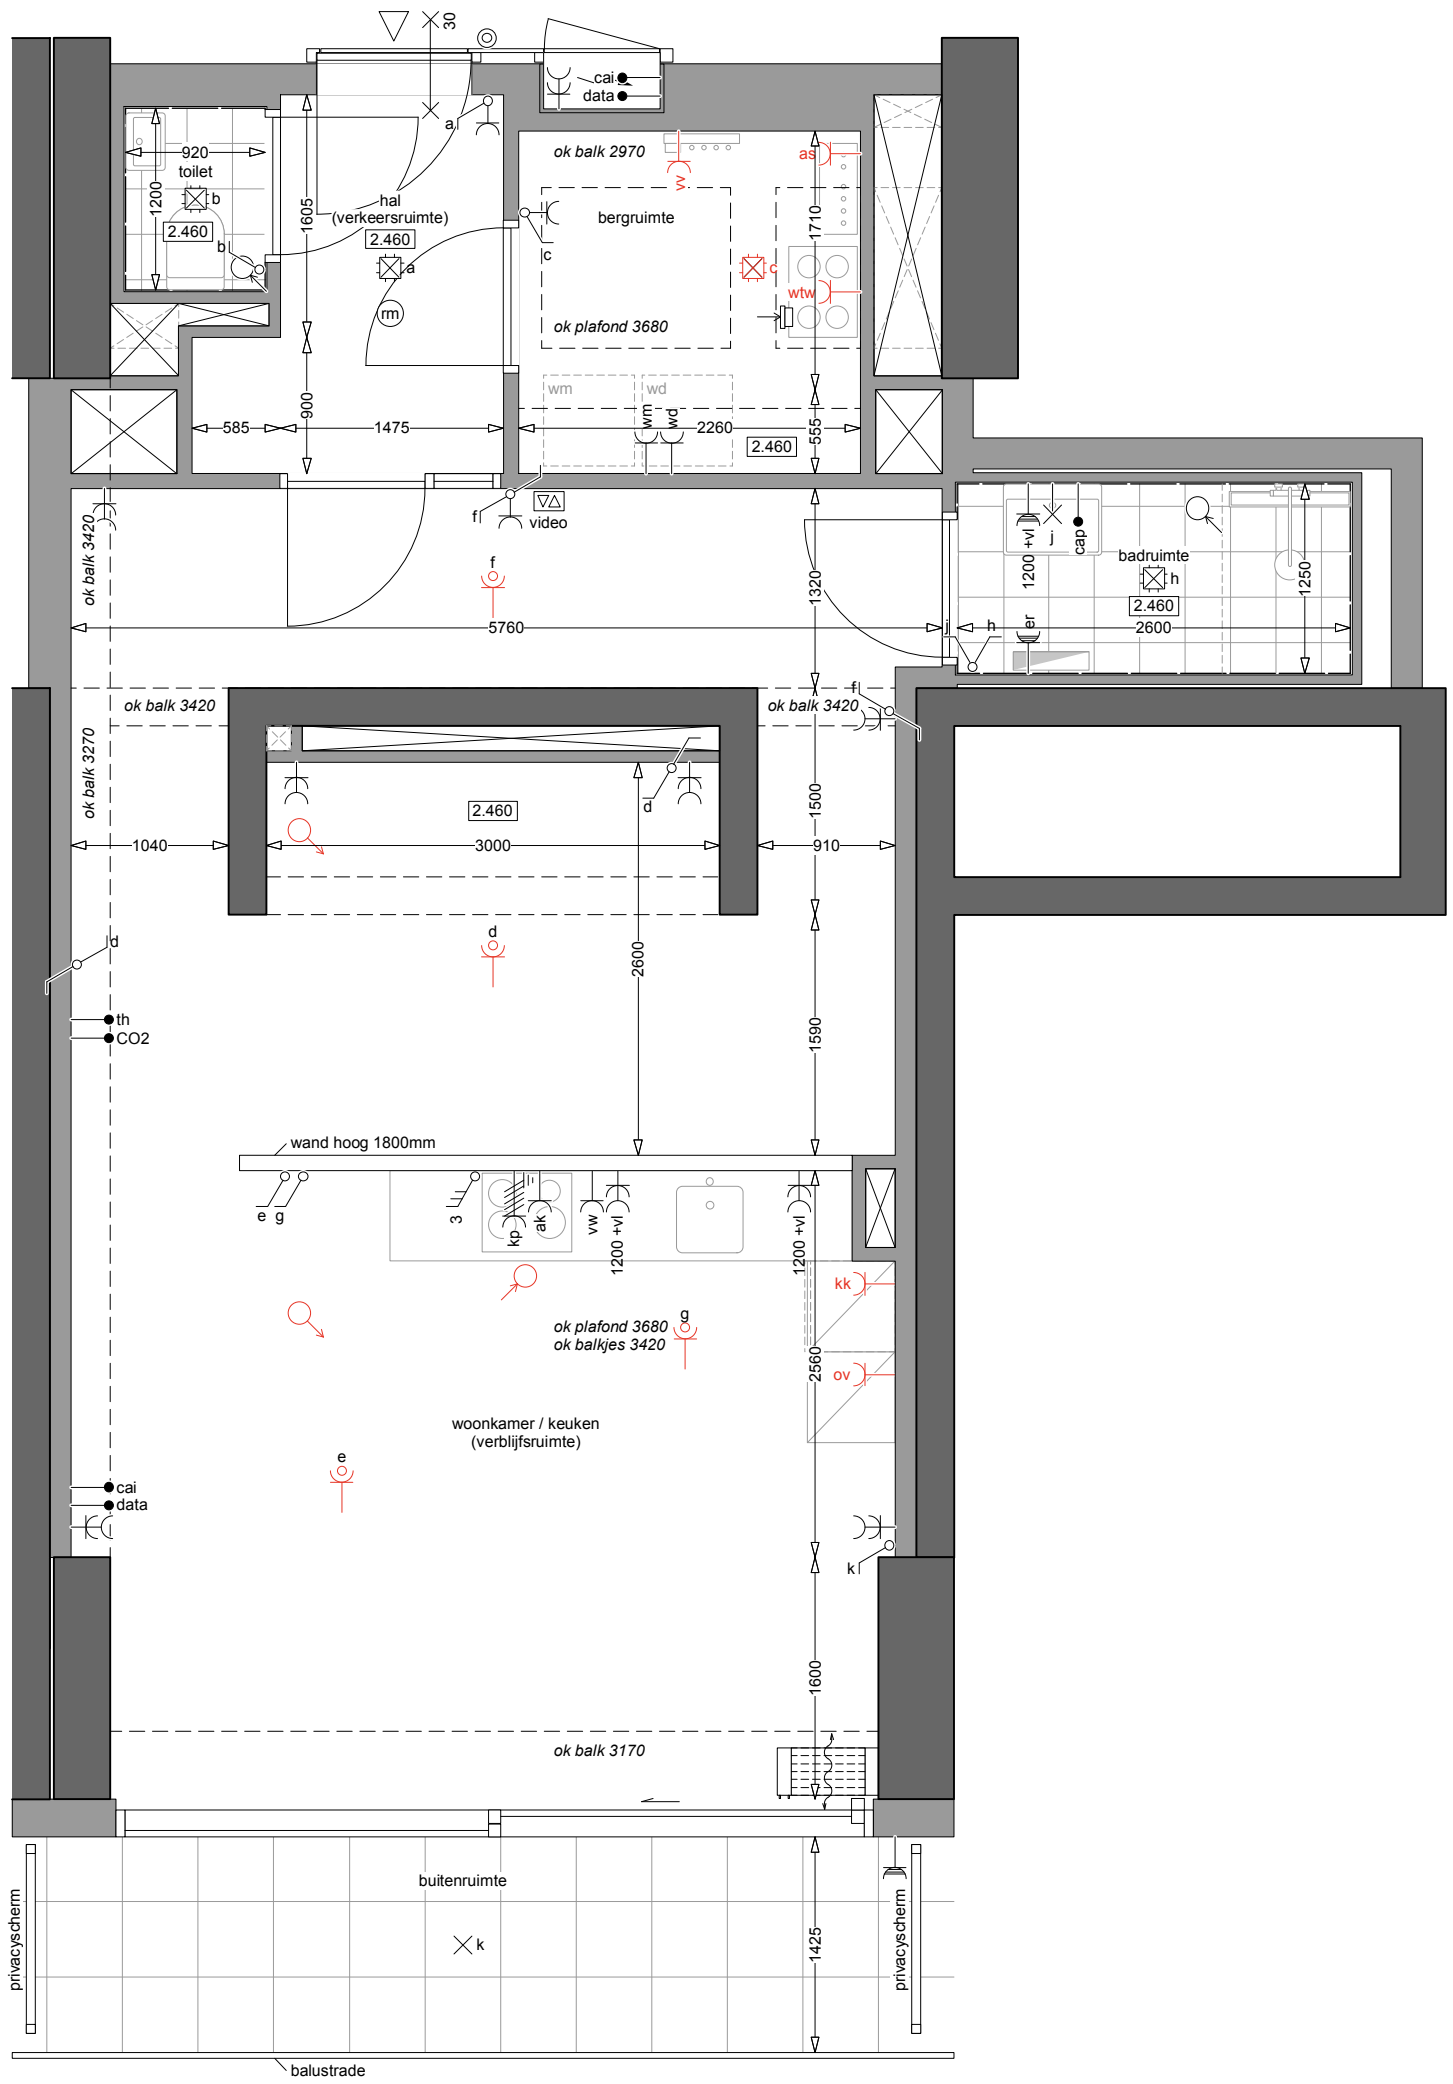 30
cai
data
a
ok balk 2970
as
920
toilet
b
1200
2.460
b
1605
hal
(verkeersruimte)
2.460
a
rm
vv
bergruimte
1710
c
c
wtw
ok plafond 3680
wm
wd
wm
wd
900
585
1475
2260
555
2.460
f
video
ok balk 3420
f
1320
5760
1200 +vl
j
cap
badruimte
h
2.460
1250
er
2600
j
h
ok balk 3420
ok balk 3420
f
ok balk 3270
d
2.460
1500
1040
3000
910
d
d
2600
th
CO2
1590
wand hoog 1800mm
e
g
3
kp
ak
vw
1200 +vl
1200 +vl
kk
g
ok plafond 3680
ok balkjes 3420
2560
ov
woonkamer / keuken
(verblijfsruimte)
e
cai
data
k
1600
ok balk 3170
buitenruimte
privacyscherm
privacyscherm
k
1425
balustrade